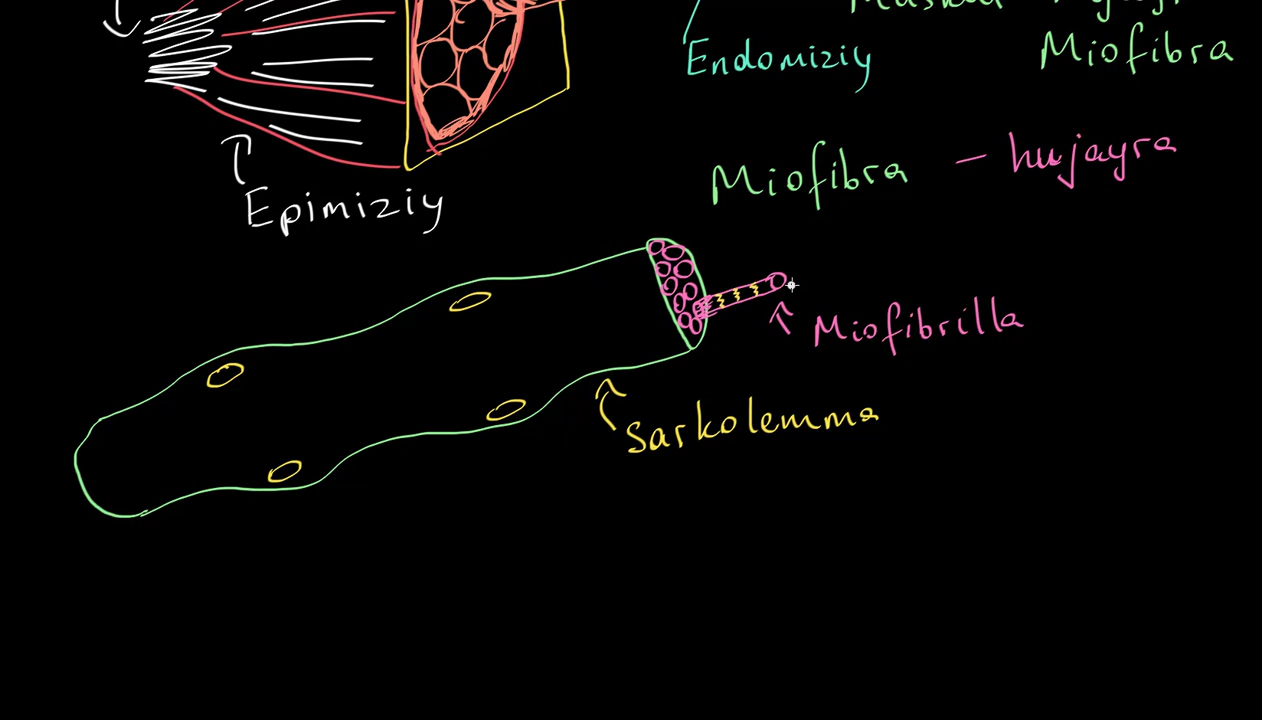 Endomiziy
Miofibra
Miofibra – hujayra
Epimiziy
Miofibrilla
Sarkolemma